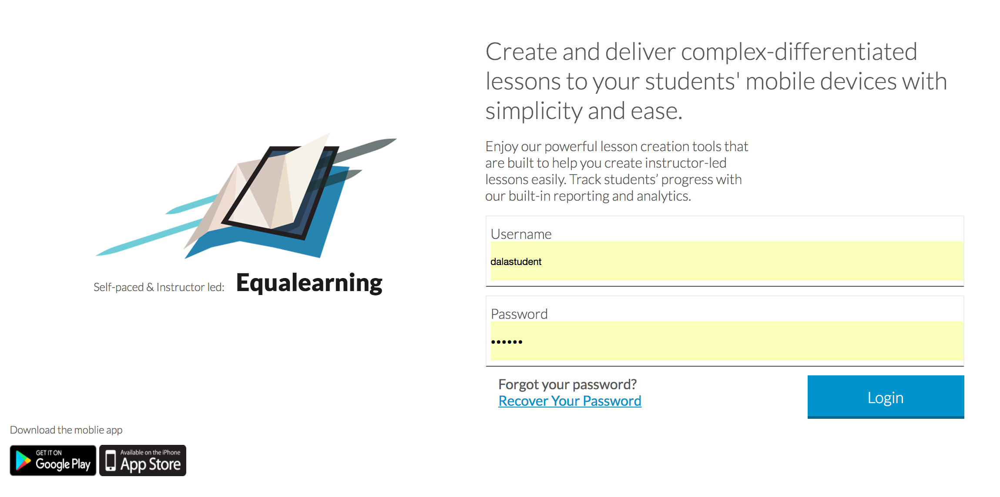 Create and deliver complex-differentiated
lessons to your students' mobile devices with
simplicity and ease.
Enjoy our powerful lesson creation tools that
are built to help you create instructor-led
lessons easily. Track students’ progress with
our built-in reporting and analytics.
Self-paced & Instructor led: Equalearning
Username
dalastudent
Password
••••••
Forgot your password?
Recover Your Password
Login
Download the moblie app
GET IT ON
Google Play
Available on the iPhone
App Store